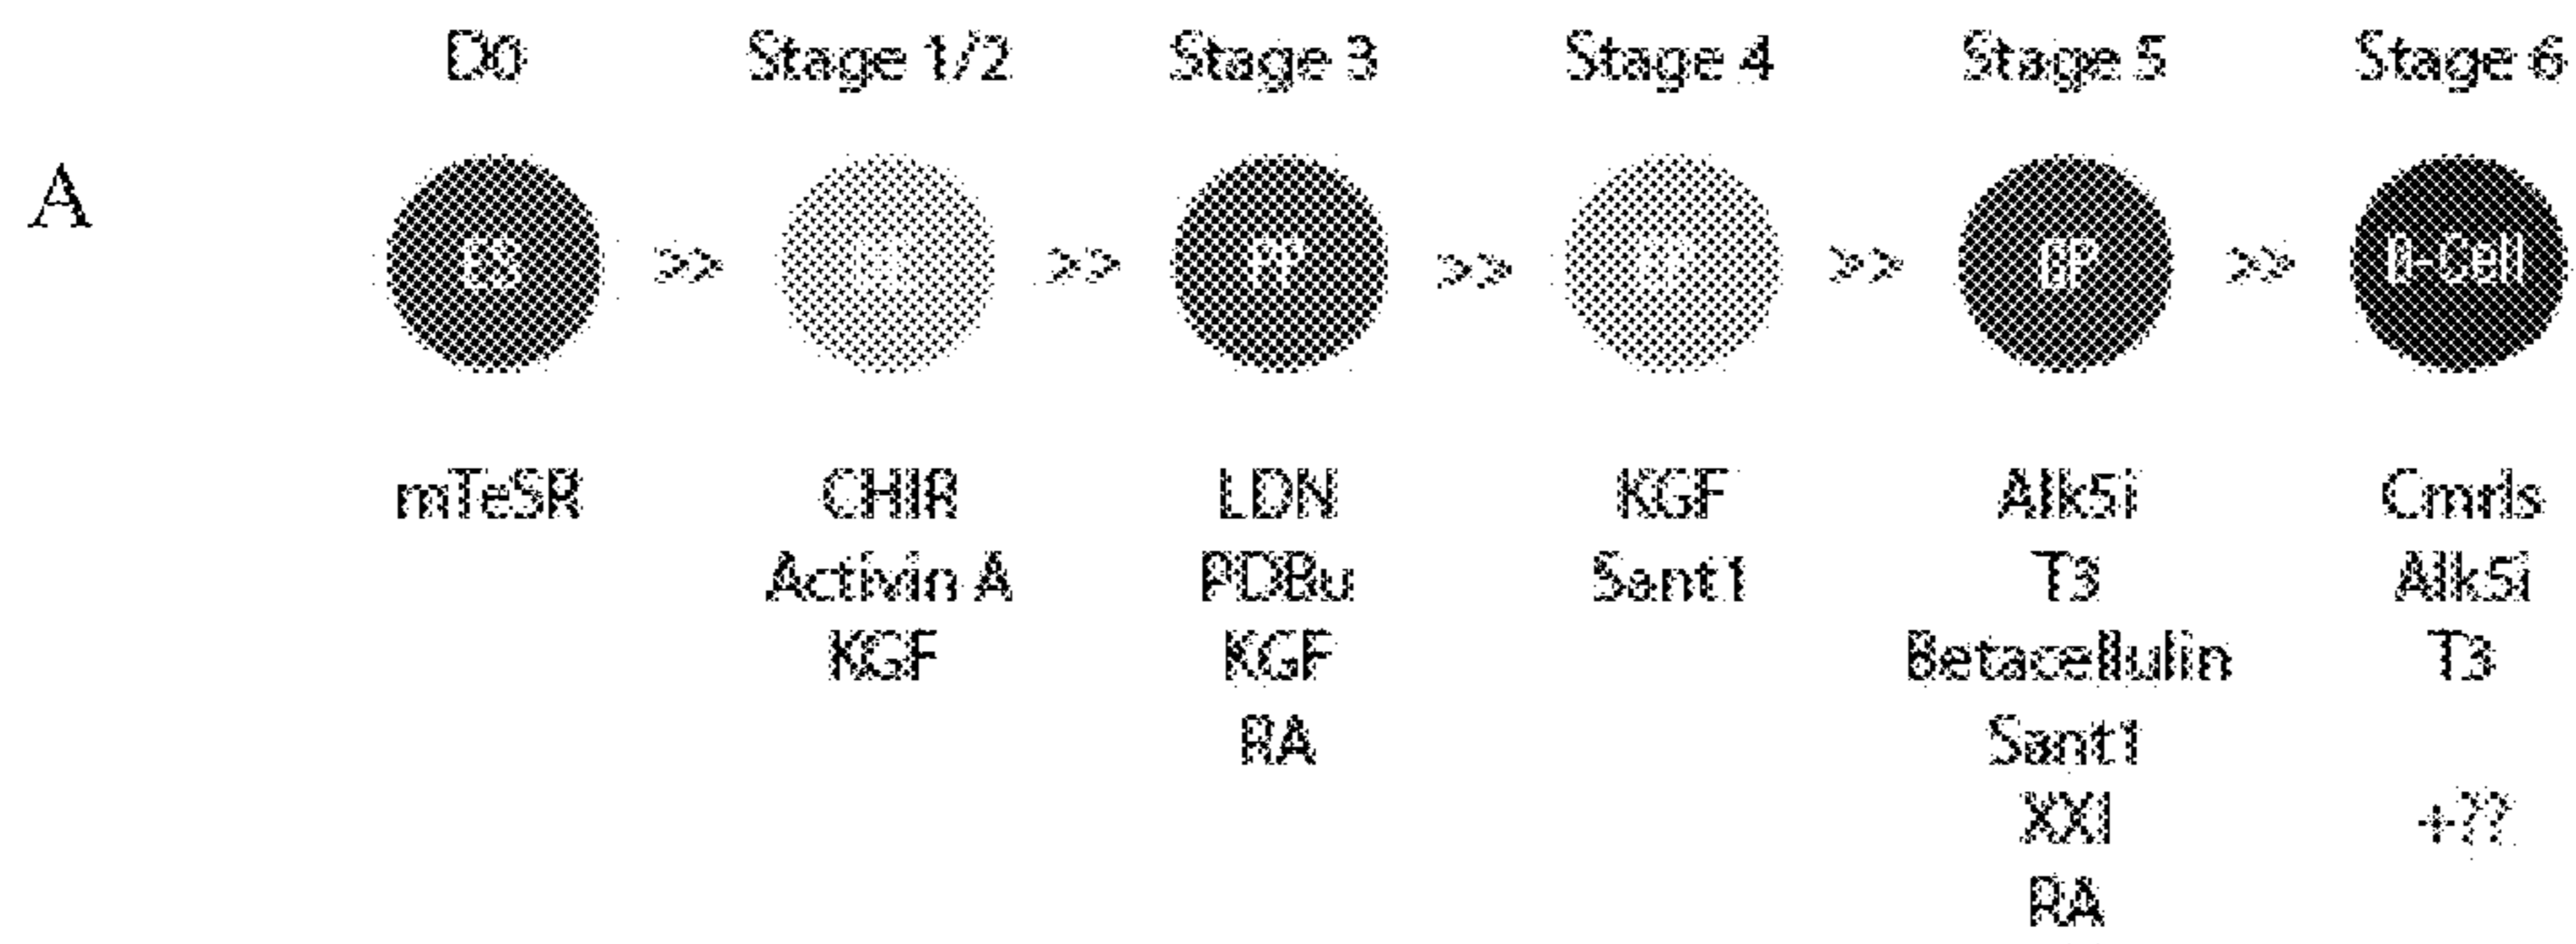 D0 Stage 1/2 Stage 3 Stage 4 Stage 5 Stage 6
A
ES >> >> PP >> >> EP >> β-Cell
mTeSR CHIR LDN KGF Alk5i Cmrls
Activin A PDBu Sant1 T3 Alk5i
KGF KGF Betacellulin T3
RA Sant1
XXI +??
RA